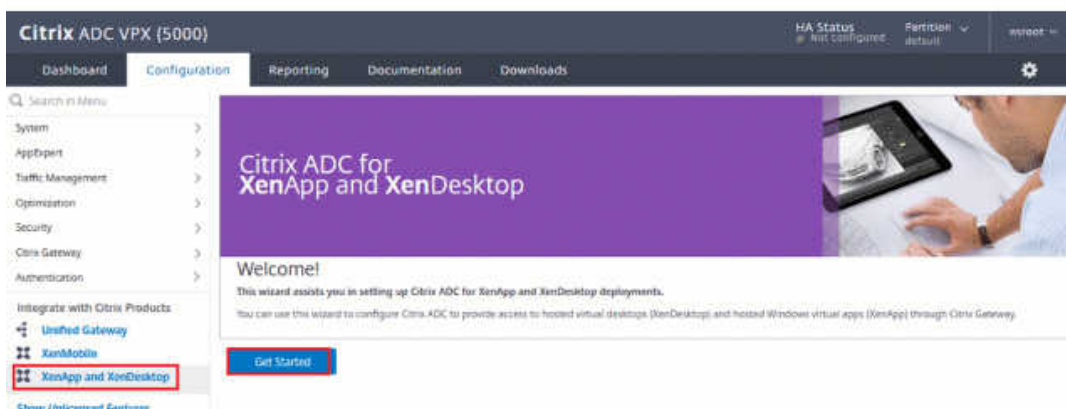 Citrix ADC VPX (5000)
HA Status
Not configured
Partition
default
nsroot
Dashboard
Configuration
Reporting
Documentation
Downloads
Search in Menu
System
AppExpert
Traffic Management
Optimization
Security
Citrix Gateway
Authentication
Integrate with Citrix Products
Unified Gateway
XenMobile
XenApp and XenDesktop
Show Unlicensed Features
Citrix ADC for
XenApp and XenDesktop
Welcome!
This wizard assists you in setting up Citrix ADC for XenApp and XenDesktop deployments.
You can use this wizard to configure Citrix ADC to provide access to hosted virtual desktops (XenDesktop) and hosted Windows virtual apps (XenApp) through Citrix Gateway.
Get Started